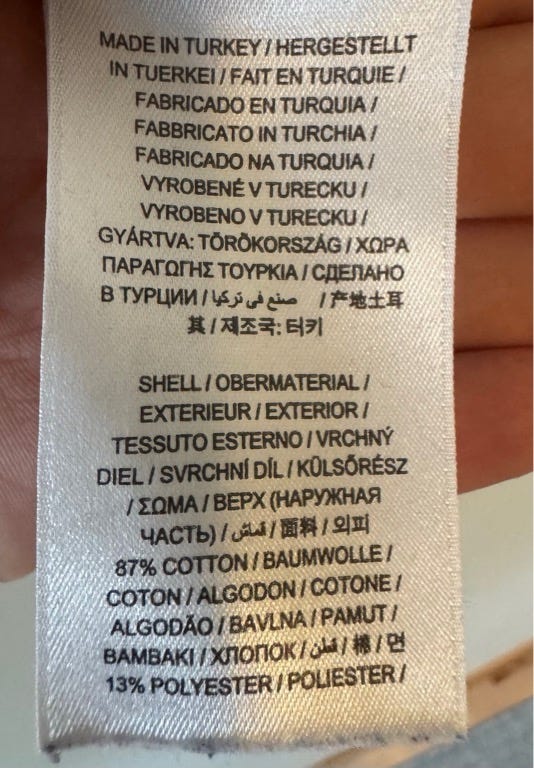 MADE IN TURKEY / HERGESTELLT
IN TUERKEI / FAIT EN TURQUIE /
FABRICADO EN TURQUIA /
FABBRICATO IN TURCHIA /
FABRICADO NA TURQUIA /
VYROBENÉ V TURECKU /
VYROBENO V TURECKU /
GYÁRTVA: TÖRÖKORSZÁG / ΧΩΡΑ
ΠΑΡΑΓΩΓΗΣ ΤΟΥΡΚΙΑ / СДЕЛАНО
В ТУРЦИИ / صنع في تركيا / 产地土耳
其 / 제조국: 터키
SHELL / OBERMATERIAL /
EXTERIEUR / EXTERIOR /
TESSUTO ESTERNO / VRCHNÝ
DIEL / SVRCHNÍ DÍL / KÜLSŐRÉSZ
/ ΣΩΜΑ / ВЕРХ (НАРУЖНАЯ
ЧАСТЬ) / قماش / 面料 / 외피
87% COTTON / BAUMWOLLE /
COTON / ALGODON / COTONE /
ALGODÃO / BAVLNA / PAMUT /
ΒΑΜΒΑΚΙ / ХЛОПОК / قطن / 棉 / 면
13% POLYESTER / POLIESTER /